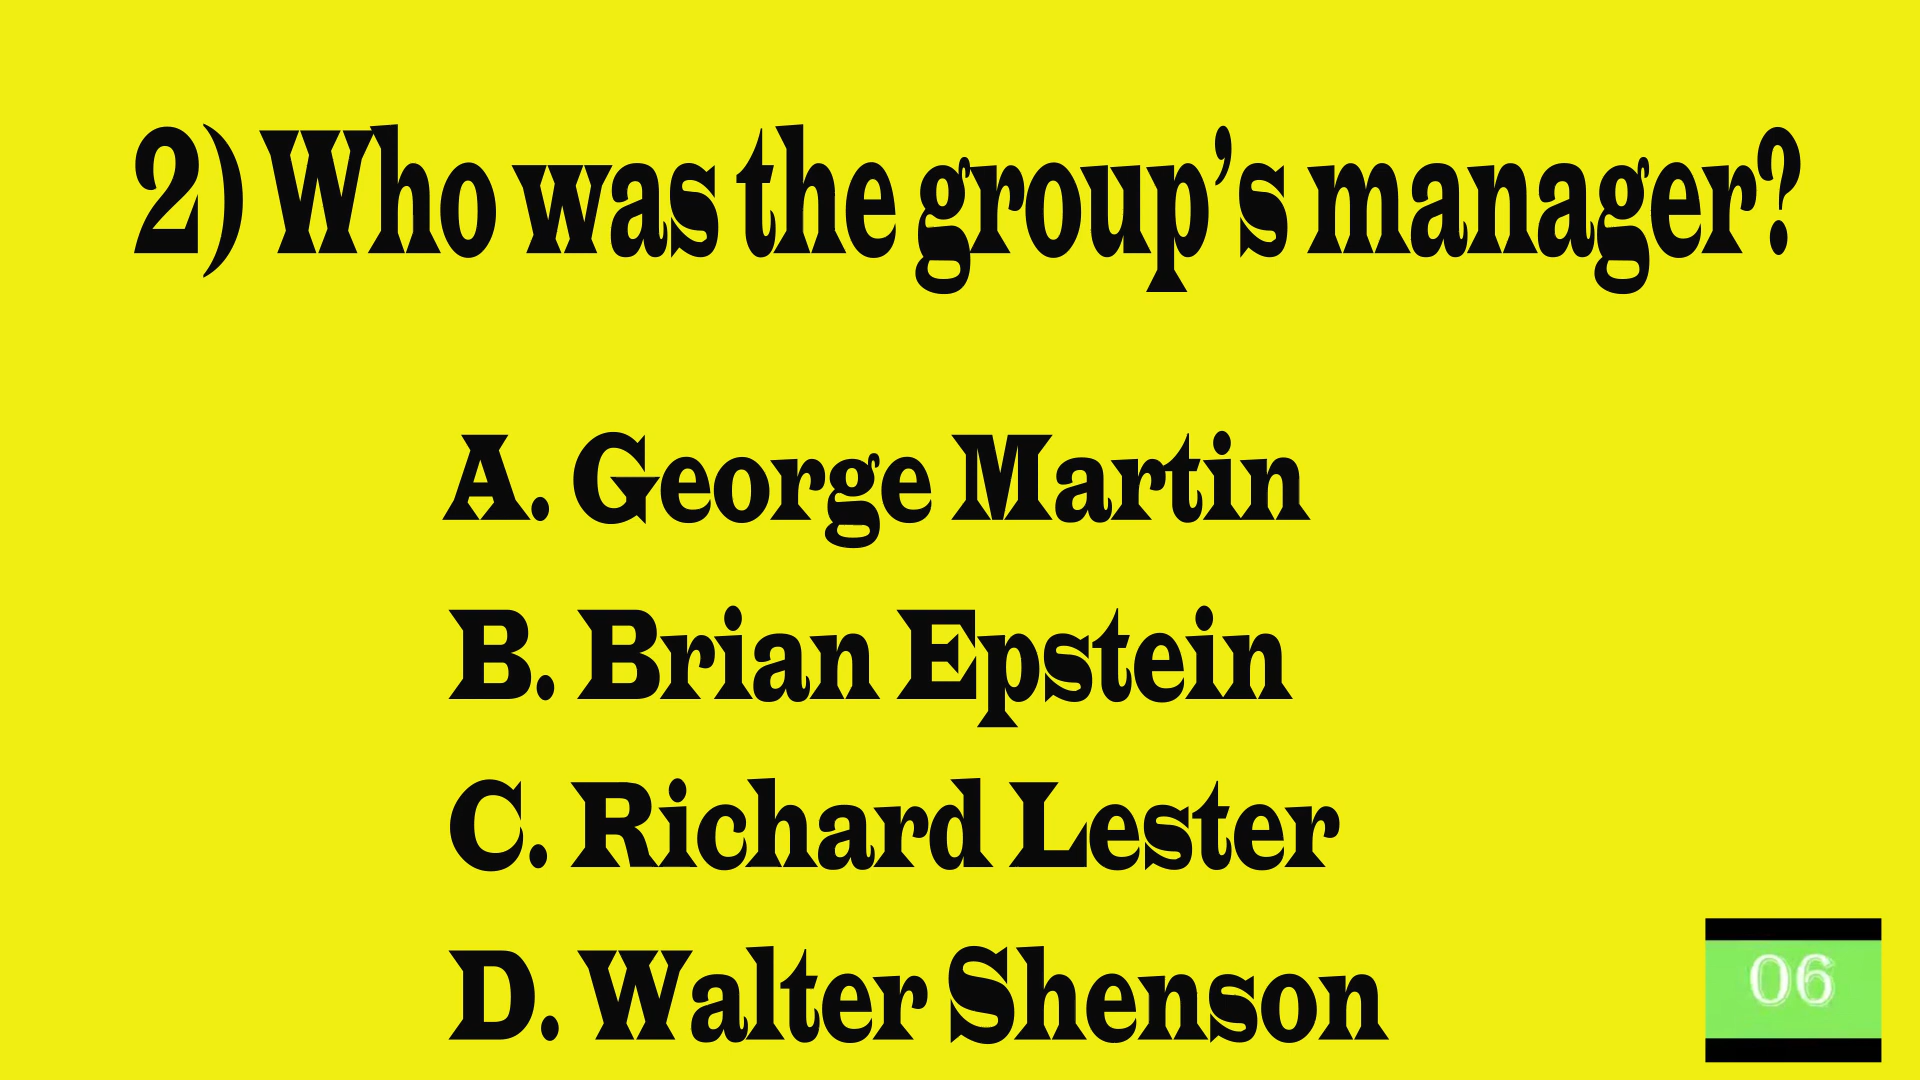 2) Who was the group’s manager?
A. George Martin
B. Brian Epstein
C. Richard Lester
D. Walter Shenson
06